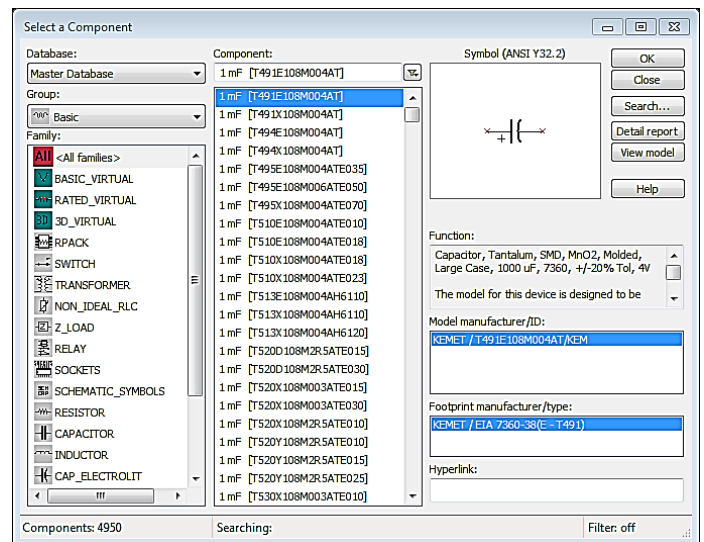 Select a Component
Database:
Master Database
Group:
Basic
Family:
All <All families>
BASIC_VIRTUAL
RATED_VIRTUAL
3D 3D_VIRTUAL
RPACK
SWITCH
TRANSFORMER
NON_IDEAL_RLC
Z Z_LOAD
RELAY
SOCKETS
SCHEMATIC_SYMBOLS
RESISTOR
CAPACITOR
INDUCTOR
CAP_ELECTROLIT
Component:
1 mF [T491E108M004AT]
1 mF [T491E108M004AT]
1 mF [T491X108M004AT]
1 mF [T494E108M004AT]
1 mF [T494X108M004AT]
1 mF [T495E108M004ATE035]
1 mF [T495E108M006ATE050]
1 mF [T495X108M004ATE070]
1 mF [T510E108M004ATE010]
1 mF [T510E108M004ATE018]
1 mF [T510X108M004ATE018]
1 mF [T510X108M004ATE023]
1 mF [T513E108M004AH6110]
1 mF [T513X108M004AH6110]
1 mF [T513X108M004AH6120]
1 mF [T520D108M2R5ATE015]
1 mF [T520D108M2R5ATE030]
1 mF [T520X108M003ATE015]
1 mF [T520X108M003ATE030]
1 mF [T520X108M2R5ATE010]
1 mF [T520Y108M2R5ATE010]
1 mF [T520Y108M2R5ATE015]
1 mF [T520Y108M2R5ATE025]
1 mF [T530X108M003ATE010]
Symbol (ANSI Y32.2)
+
OK
Close
Search...
Detail report
View model
Help
Function:
Capacitor, Tantalum, SMD, MnO2, Molded,
Large Case, 1000 uF, 7360, +/-20% Tol, 4V
The model for this device is designed to be
Model manufacturer/ID:
KEMET / T491E108M004AT/KEM
Footprint manufacturer/type:
KEMET / EIA 7360-38(E - T491)
Hyperlink:
Components: 4950
Searching:
Filter: off